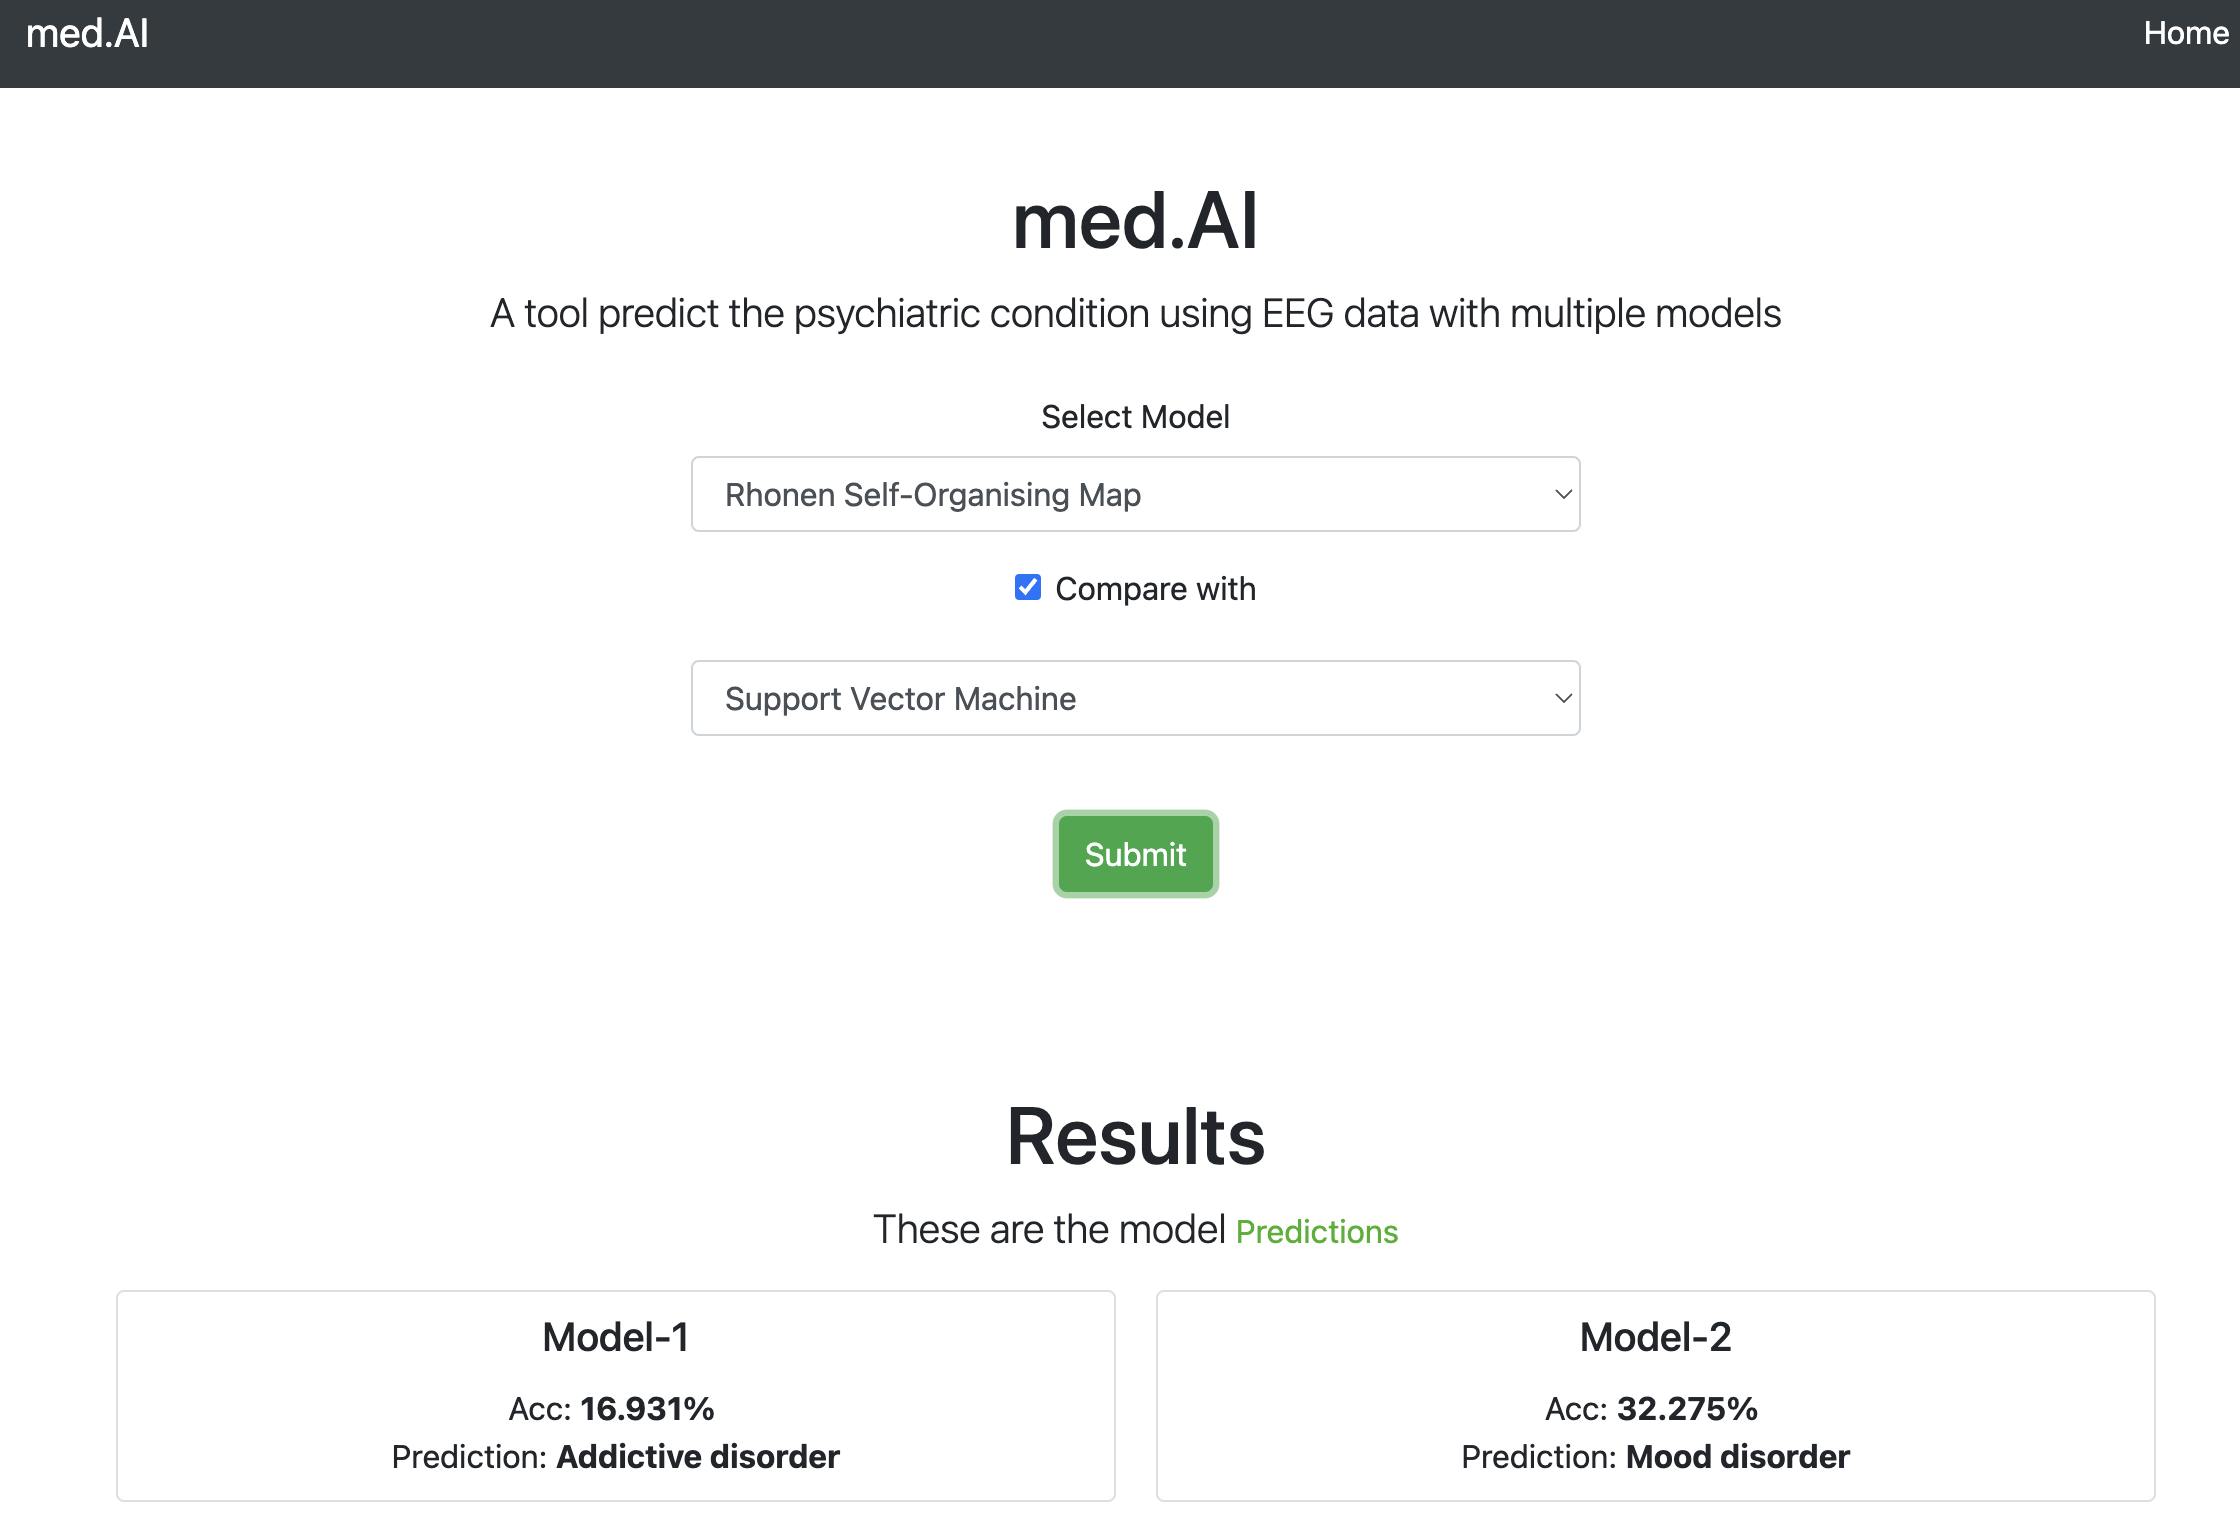 med.AI
Home
med.AI
A tool predict the psychiatric condition using EEG data with multiple models
Select Model
Rhonen Self-Organising Map
Compare with
Support Vector Machine
Submit
Results
These are the model Predictions
Model-1
Acc: 16.931%
Prediction: Addictive disorder
Model-2
Acc: 32.275%
Prediction: Mood disorder